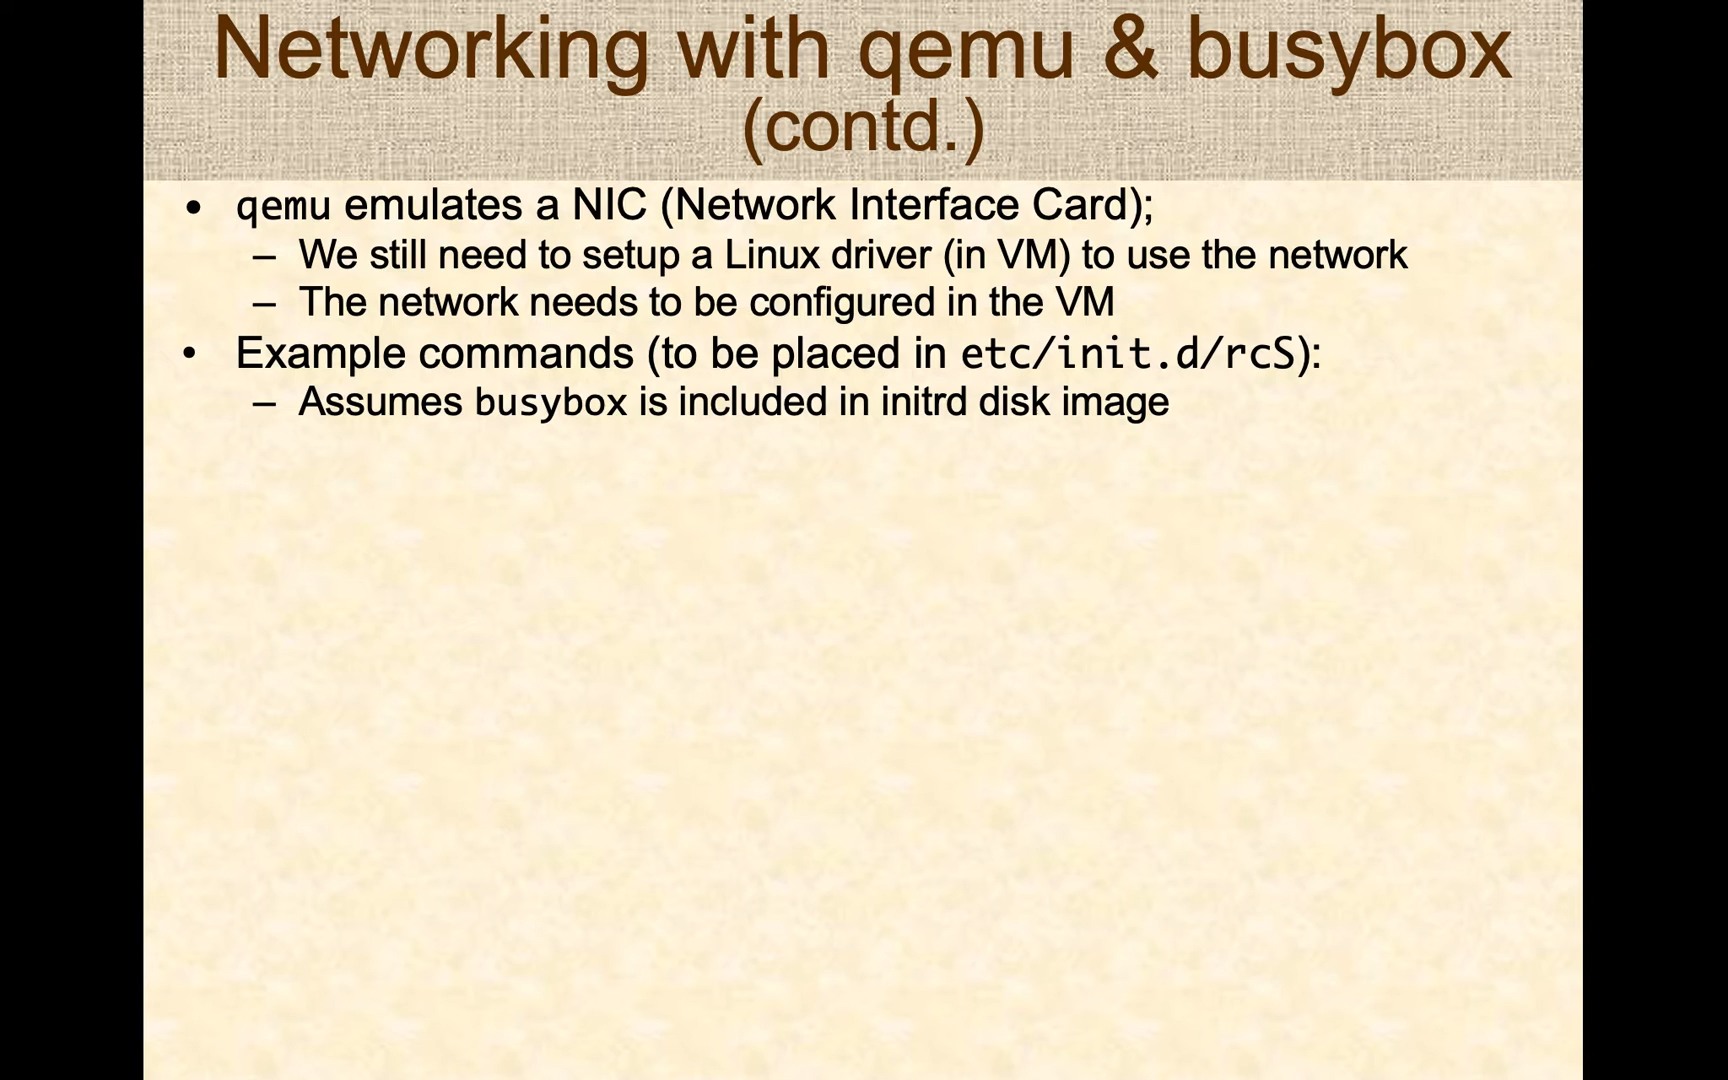 Networking with qemu & busybox
(contd.)
• qemu emulates a NIC (Network Interface Card);
– We still need to setup a Linux driver (in VM) to use the network
– The network needs to be configured in the VM
• Example commands (to be placed in etc/init.d/rcS):
– Assumes busybox is included in initrd disk image